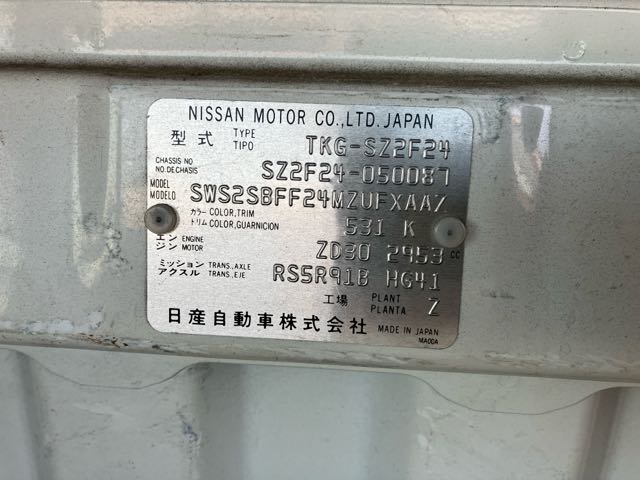 NISSAN MOTOR CO.,LTD. JAPAN
型式 TYPE TIPO TKG-SZ2F24
CHASSIS NO NO.DE.CHASIS SZ2F24-050087
MODEL MODELO SWS2SBFF24MZUFXAAZ
カラー COLOR,TRIM
トリム COLOR,GUARNICION 531 K
エンジン ENGINE MOTOR ZD30 2953 CC
ミッション TRANS.,AXLE
アクスル TRANS.,EJE RS5R91B HG41
工場 PLANT PLANTA Z
日産自動車株式会社 MADE IN JAPAN
MA00A